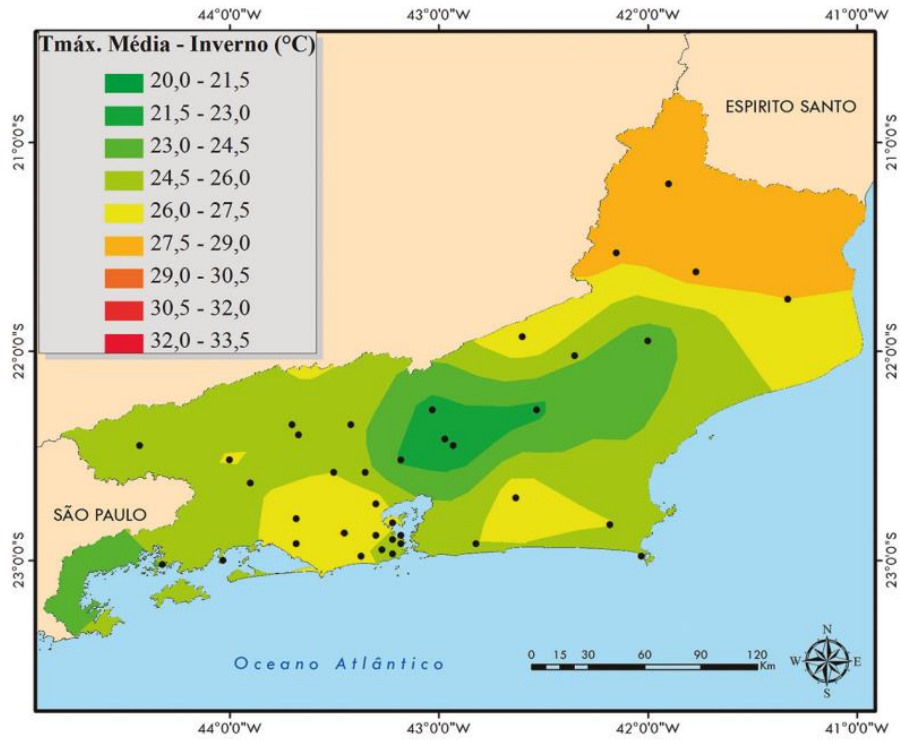 44°0'0"W 43°0'0"W 42°0'0"W 41°0'0"W
Tmáx. Média - Inverno (°C)
20,0 - 21,5
21,5 - 23,0
23,0 - 24,5
24,5 - 26,0
26,0 - 27,5
27,5 - 29,0
29,0 - 30,5
30,5 - 32,0
32,0 - 33,5
ESPIRITO SANTO
21°0'0"S
21°0'0"S
22°0'0"S
22°0'0"S
SÃO PAULO
23°0'0"S
23°0'0"S
Oceano Atlântico
0 15 30 60 90 120
Km
N
W E
S
44°0'0"W 43°0'0"W 42°0'0"W 41°0'0"W